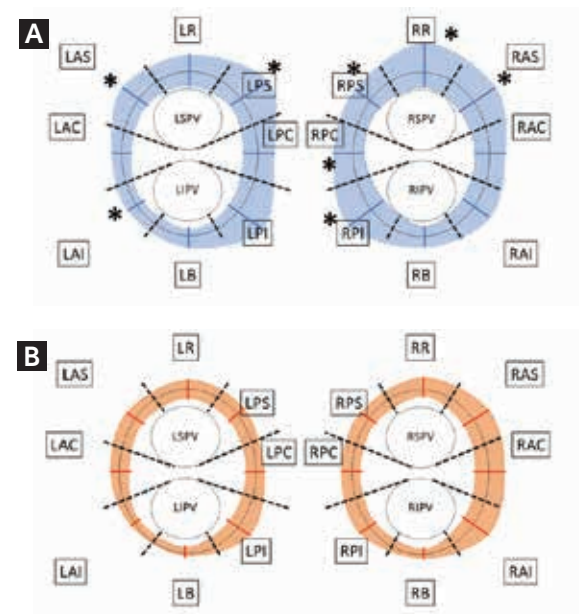 A
LR
RR
LAS
RAS
LPS
RPS
LSPV
RSPV
LAC
LPC
RPC
RAC
LIPV
RIPV
LPI
RPI
LAI
RAI
LB
RB
B
LR
RR
LAS
RAS
LPS
RPS
LSPV
RSPV
LAC
LPC
RPC
RAC
LIPV
RIPV
LPI
RPI
LAI
RAI
LB
RB